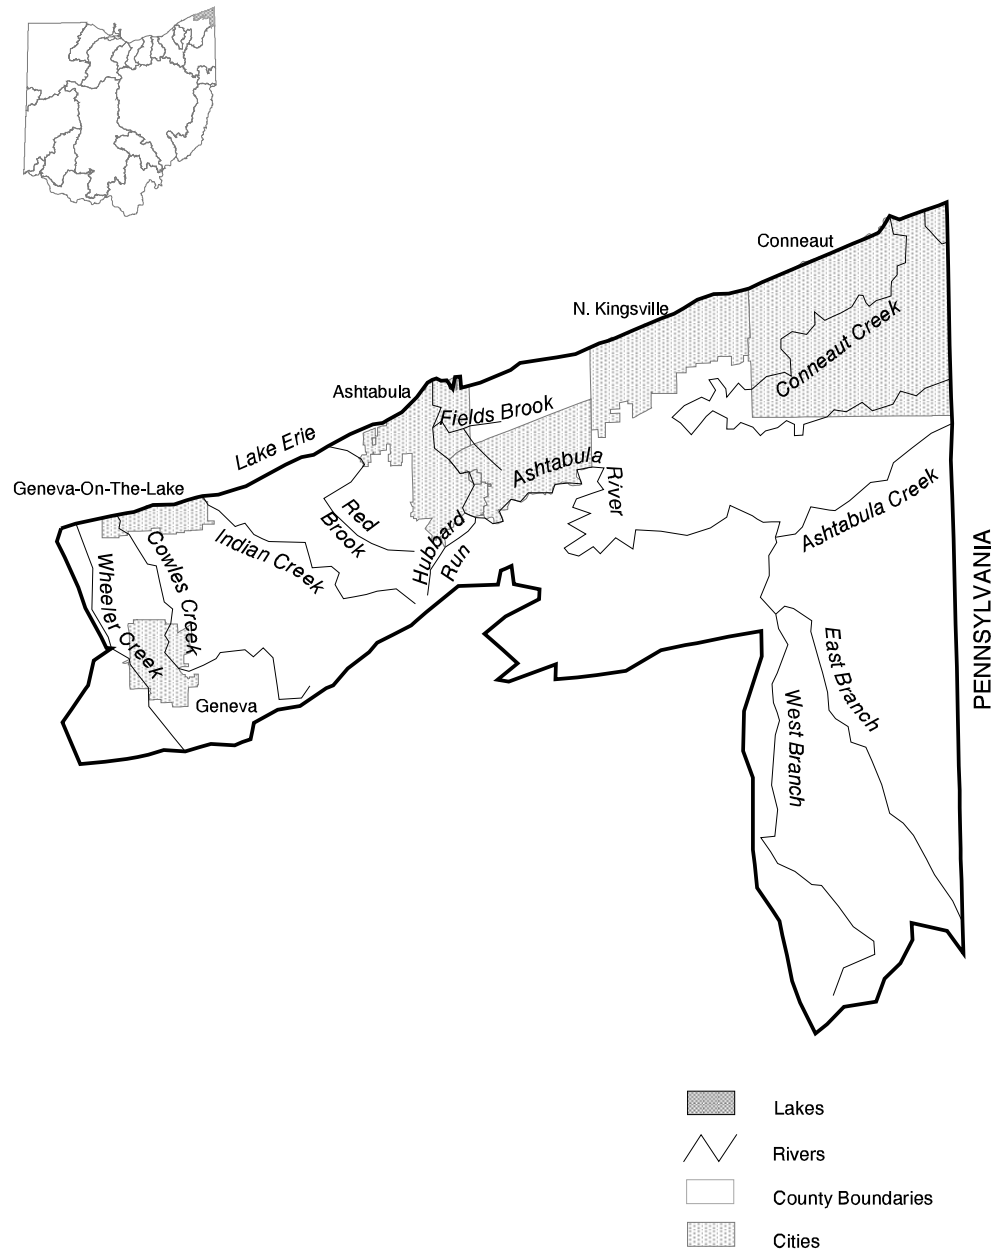 Conneaut
N. Kingsville
Conneaut Creek
Ashtabula
Fields Brook
Lake Erie
Ashtabula
River
Geneva-On-The-Lake
Red
Brook
Hubbard
Run
Ashtabula Creek
Indian Creek
Cowles Creek
Wheeler Creek
PENNSYLVANIA
East Branch
West Branch
Geneva
Lakes
Rivers
County Boundaries
Cities